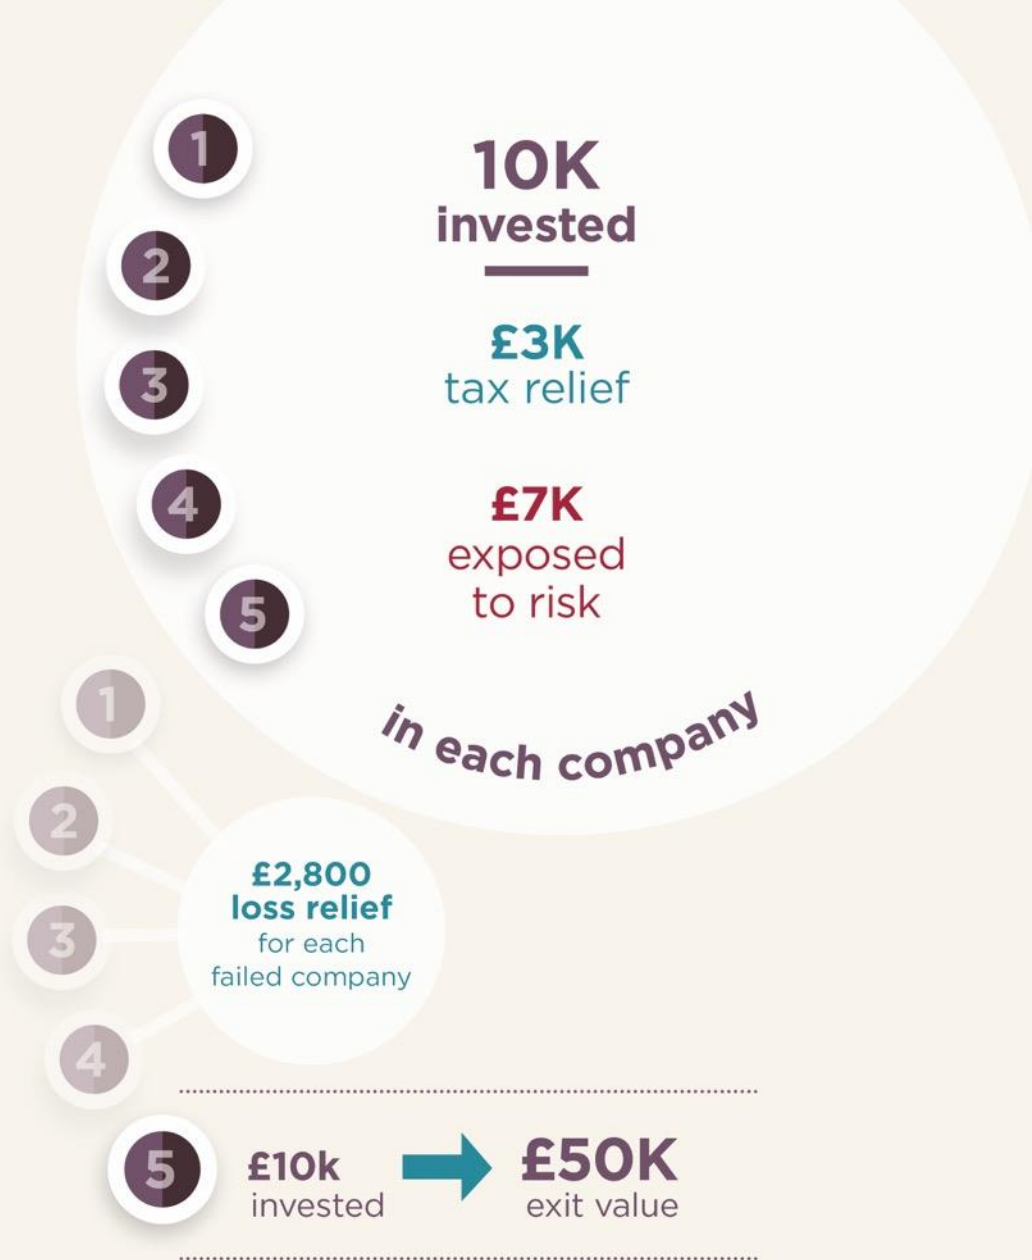 1
10K
invested
2
£3K
tax relief
3
4
£7K
exposed
to risk
5
in each company
1
2
£2,800
loss relief
for each
failed company
3
4
5
£10k
invested
£50K
exit value